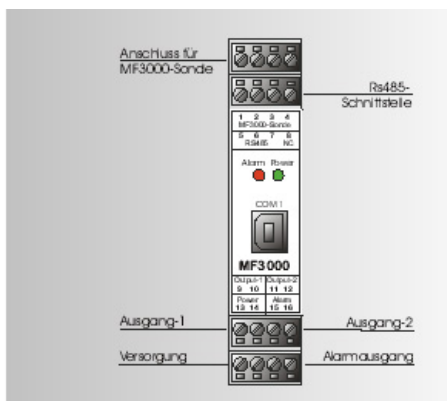 Anschluss für
MF3000-Sonde
Rs485-
Schnittstelle
1 2 3 4
MF3000-Sonde
5 6 7 8
RS485 NC
Alarm Power
COM 1
MF3000
Output-1 Output-2
9 10 11 12
Power Alarm
13 14 15 16
Ausgang-1
Ausgang-2
Versorgung
Alarmausgang